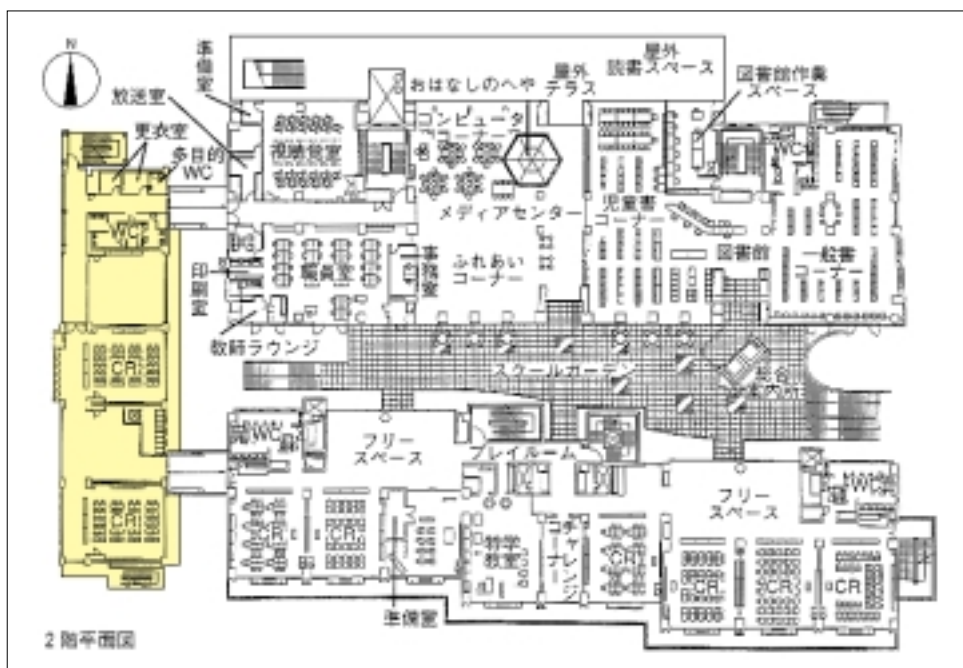 N
準備室
放送室
更衣室
多目的
WC
WC
視聴覚室
おはなしのへや
コンピュータ
コーナー
屋外
テラス
屋外
読書スペース
図書館作業
スペース
WC
メディアセンター
児童書
コーナー
図書館
一般書
コーナー
ふれあい
コーナー
事務室
職員室
印刷室
教師ラウンジ
スクールガーデン
CR
CR
WC
フリー
スペース
プレイルーム
フリー
スペース
CR
CR
特学
教室
チャレンジ
コーナー
CR
CR
CR
CR
準備室
2階平面図